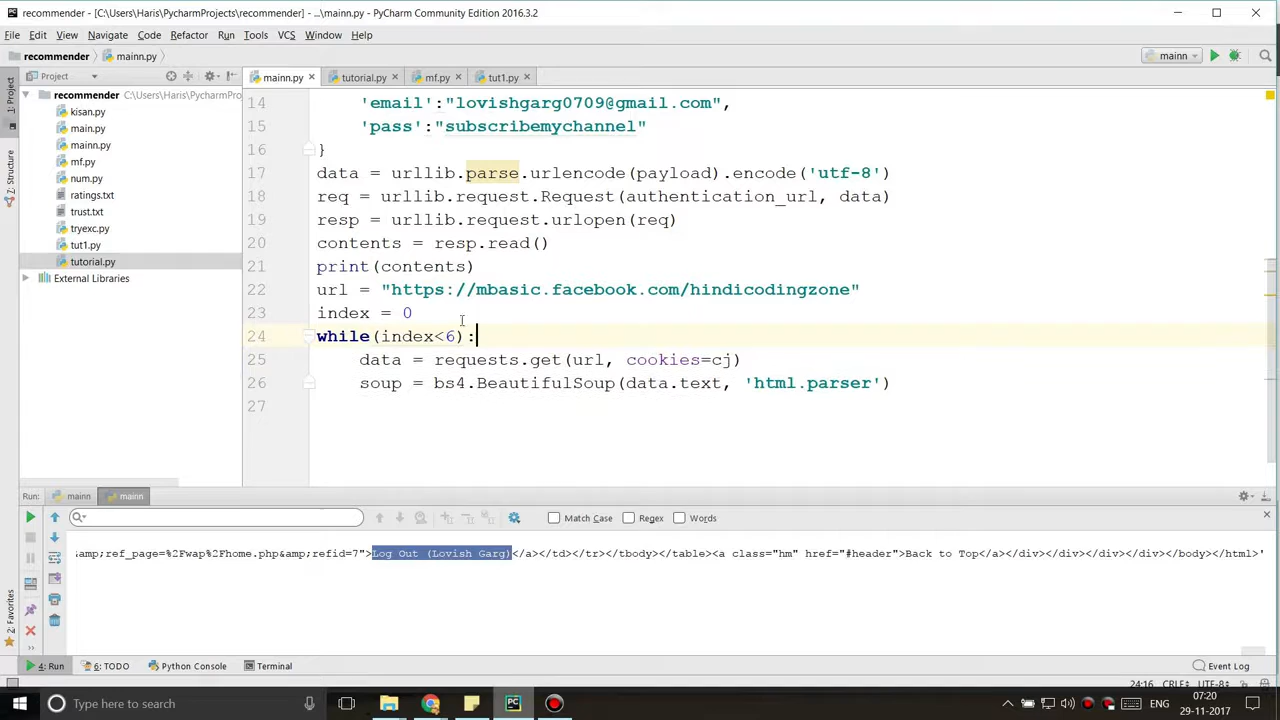 recommender - [C:\Users\Haris\PycharmProjects\recommender] - ...\mainn.py - PyCharm Community Edition 2016.3.2
File Edit View Navigate Code Refactor Run Tools VCS Window Help
recommender mainn.py mainn
Project mainn.py tutorial.py mf.py tut1.py
1: Project
Z: Structure
2: Favorites
recommender C:\Users\Haris\PycharmPro
kisan.py
main.py
mainn.py
mf.py
num.py
ratings.txt
trust.txt
tryexc.py
tut1.py
tutorial.py
External Libraries
14 'email':"lovishgarg0709@gmail.com",
15 'pass':"subscribemychannel"
16 }
17 data = urllib.parse.urlencode(payload).encode('utf-8')
18 req = urllib.request.Request(authentication_url, data)
19 resp = urllib.request.urlopen(req)
20 contents = resp.read()
21 print(contents)
22 url = "https://mbasic.facebook.com/hindicodingzone"
23 index = 0
24 while(index<6):
25 data = requests.get(url, cookies=cj)
26 soup = bs4.BeautifulSoup(data.text, 'html.parser')
27
Run: mainn mainn
Match Case Regex Words
;amp;ref_page=%2Fwap%2Fhome.php&amp;refid=7">Log Out (Lovish Garg)</a></td></tr></tbody></table><a class="hm" href="#header">Back to Top</a></div></div></div></div></body></html>'
4: Run 6: TODO Python Console Terminal Event Log
24:16 CRLF UTF-8
Type here to search ENG 07:20
29-11-2017